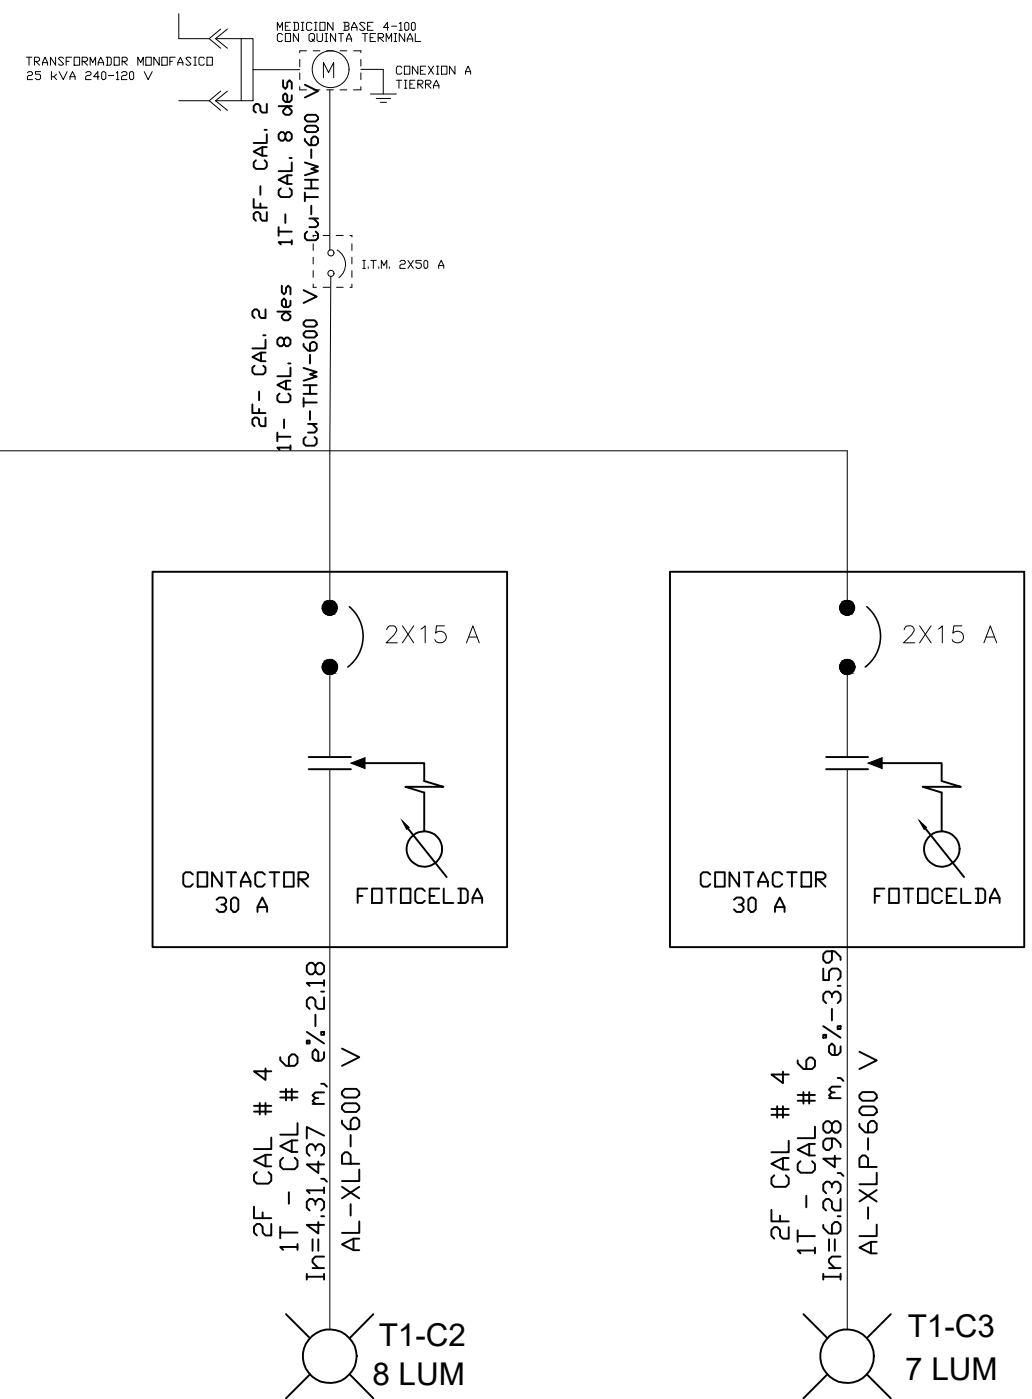 MEDICION BASE 4-100
CON QUINTA TERMINAL
TRANSFORMADOR MONOFASICO
25 kVA 240-120 V
M
CONEXION A
TIERRA
2F- CAL. 2
1T- CAL. 8 des
Cu-THW-600 V
I.T.M. 2X50 A
2F- CAL. 2
1T- CAL. 8 des
Cu-THW-600 V
2X15 A
CONTACTOR
30 A
FOTOCELDA
2X15 A
CONTACTOR
30 A
FOTOCELDA
2F CAL # 4
1T - CAL # 6
In=4.31,437 m, e%-2.18
AL-XLP-600 V
2F CAL # 4
1T - CAL # 6
In=6.23,498 m, e%-3.59
AL-XLP-600 V
T1-C2
8 LUM
T1-C3
7 LUM